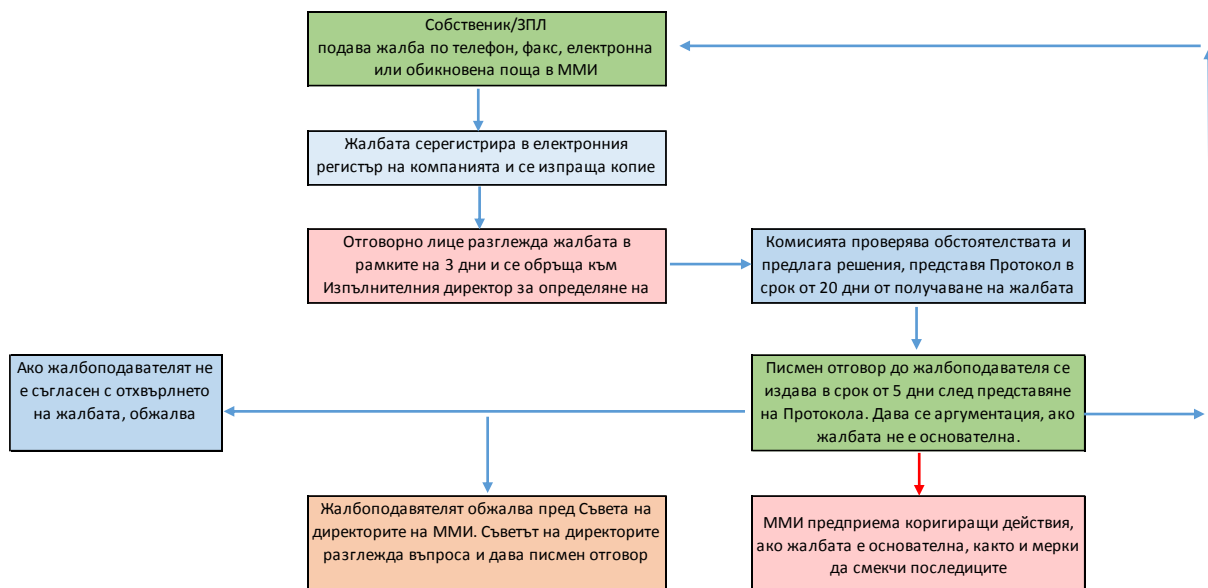 Собственик/ЗПЛ
подава жалба по телефон, факс, електронна
или обикновена поща в ММИ
Жалбата серегистрира в електронния
регистър на компанията и се изпраща копие
Отговорно лице разглежда жалбата в
рамките на 3 дни и се обръща към
Изпълнителния директор за определяне на
Комисията проверява обстоятелствата и
предлага решения, представя Протокол в
срок от 20 дни от получаване на жалбата
Ако жалбоподавателят не
е съгласен с отхвърлнето
на жалбата, обжалва
Писмен отговор до жалбоподавателя се
издава в срок от 5 дни след представяне
на Протокола. Дава се аргументация, ако
жалбата не е основателна.
Жалбоподавятелят обжалва пред Съвета на
директорите на ММИ. Съветът на директорите
разглежда въпроса и дава писмен отговор
ММИ предприема коригиращи действия,
ако жалбата е основателна, както и мерки
да смекчи последиците